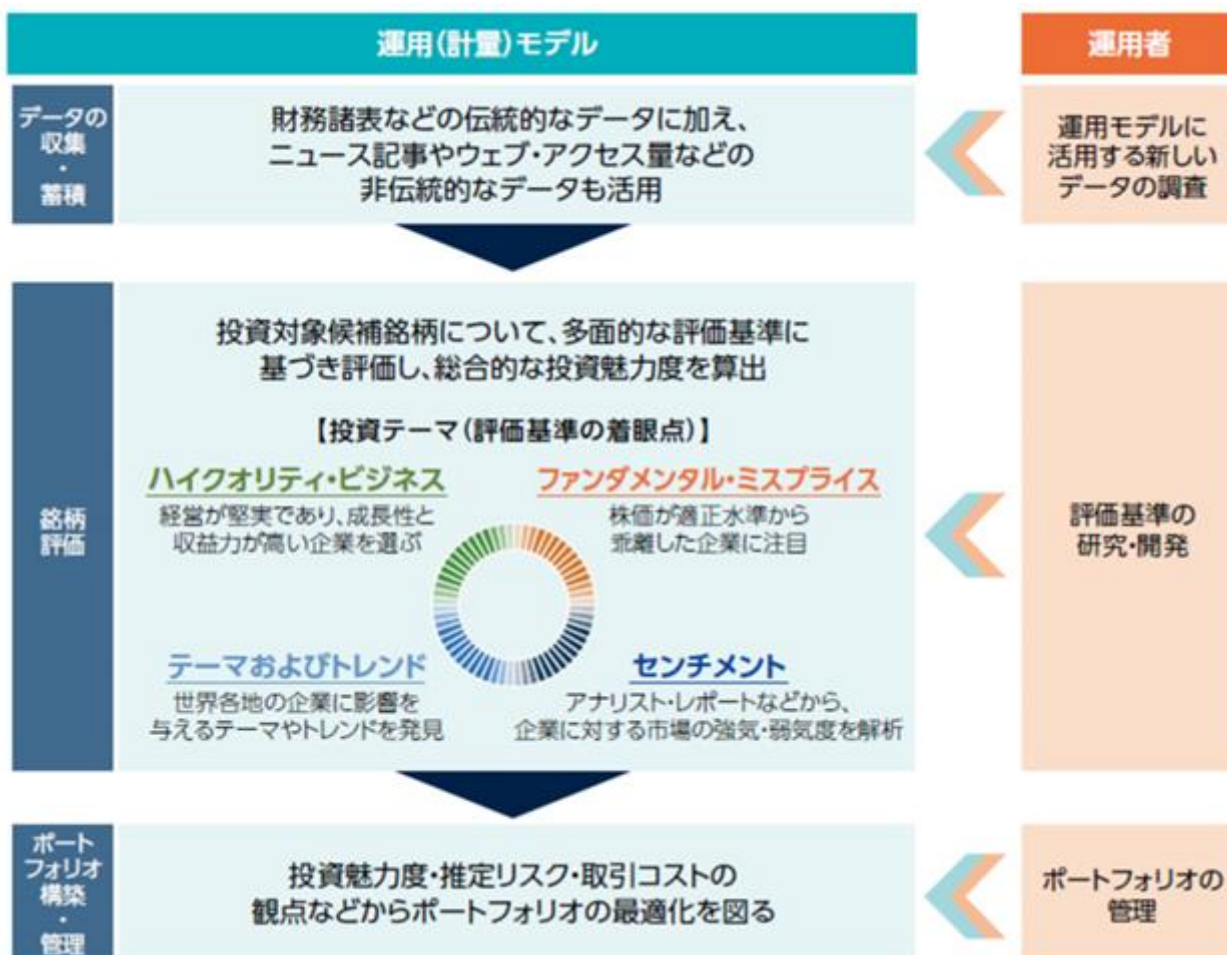 運用(計量)モデル
運用者
データの
収集
・
蓄積
財務諸表などの伝統的なデータに加え、
ニュース記事やウェブ・アクセス量などの
非伝統的なデータも活用
運用モデルに
活用する新しい
データの調査
銘柄
評価
投資対象候補銘柄について、多面的な評価基準に
基づき評価し、総合的な投資魅力度を算出
【投資テーマ(評価基準の着眼点)】
ハイクオリティ・ビジネス
経営が堅実であり、成長性と
収益力が高い企業を選ぶ
ファンダメンタル・ミスプライス
株価が適正水準から
乖離した企業に注目
テーマおよびトレンド
世界各地の企業に影響を
与えるテーマやトレンドを発見
センチメント
アナリスト・レポートなどから、
企業に対する市場の強気・弱気度を解析
評価基準の
研究・開発
ポート
フォリオ
構築
・
管理
投資魅力度・推定リスク・取引コストの
観点などからポートフォリオの最適化を図る
ポートフォリオの
管理